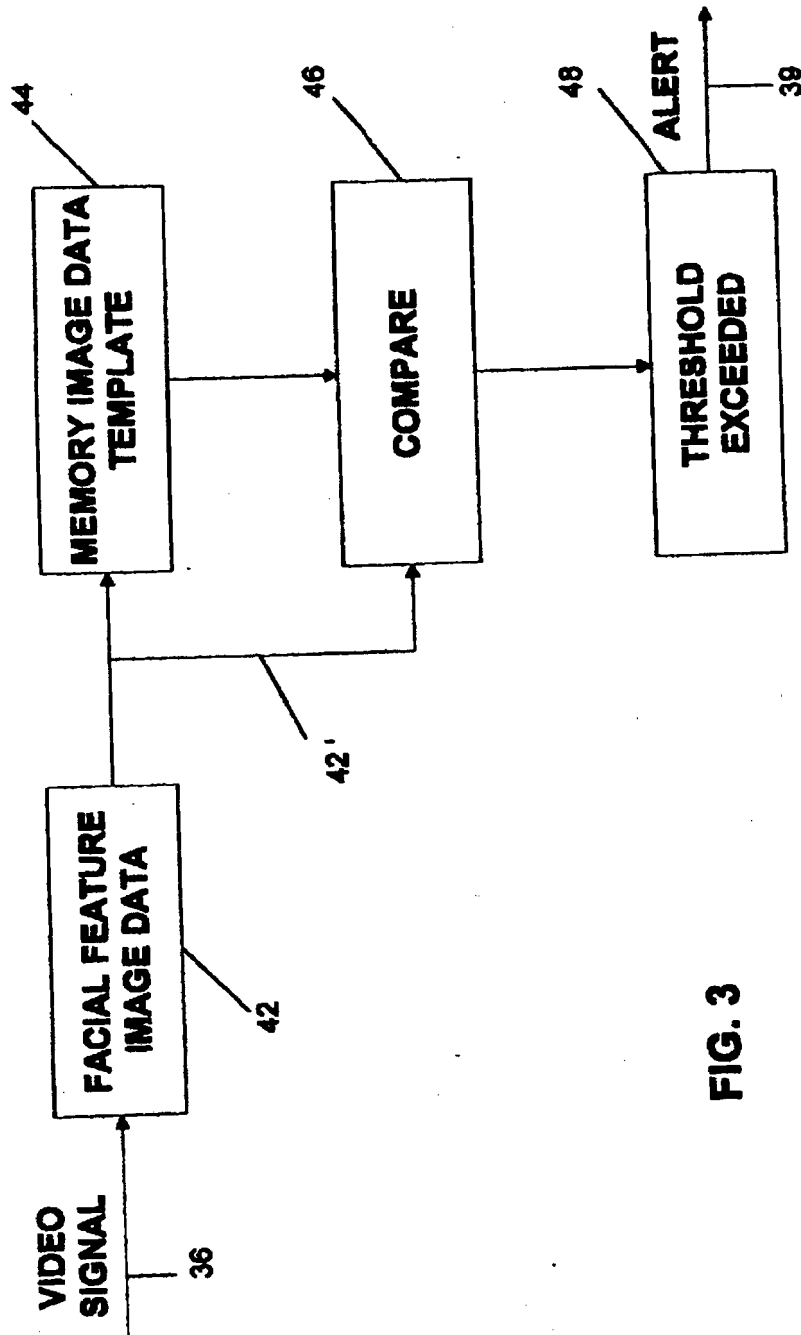 VIDEO
SIGNAL
36
FACIAL FEATURE
IMAGE DATA
42
42'
MEMORY IMAGE DATA
TEMPLATE
44
COMPARE
46
THRESHOLD
EXCEEDED
48
ALERT
39
FIG. 3